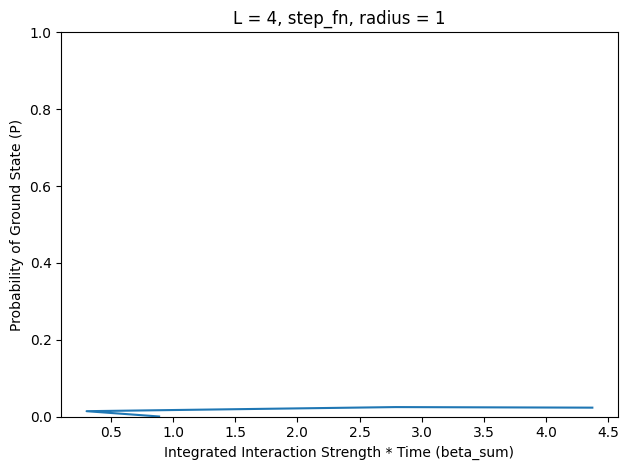 L = 4, step_fn, radius = 1
Probability of Ground State (P)
1.0
0.8
0.6
0.4
0.2
0.0
0.5 1.0 1.5 2.0 2.5 3.0 3.5 4.0 4.5
Integrated Interaction Strength * Time (beta_sum)